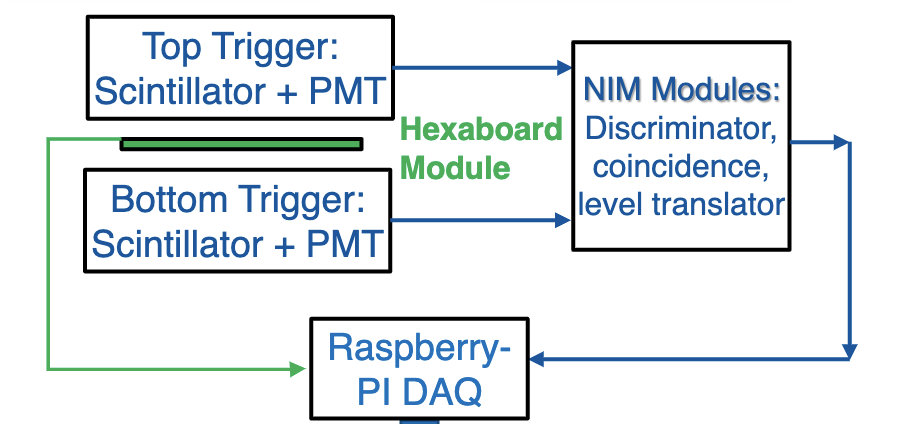 Top Trigger:
Scintillator + PMT
Hexaboard
Module
Bottom Trigger:
Scintillator + PMT
NIM Modules:
Discriminator,
coincidence,
level translator
Raspberry-
PI DAQ